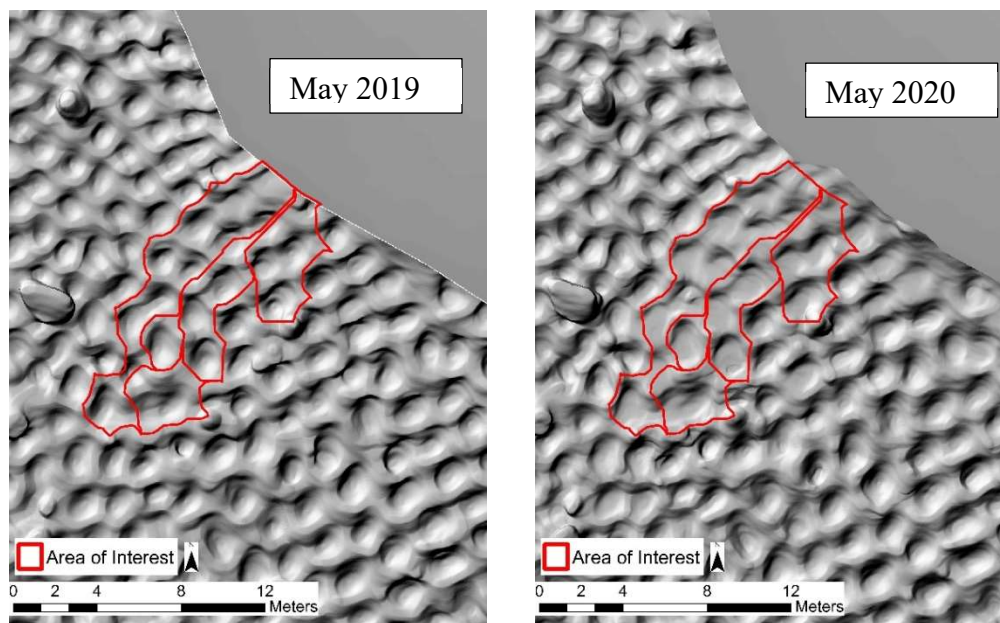 May 2019
May 2020
Area of Interest
N
0 2 4 8 12
Meters
Area of Interest
N
0 2 4 8 12
Meters